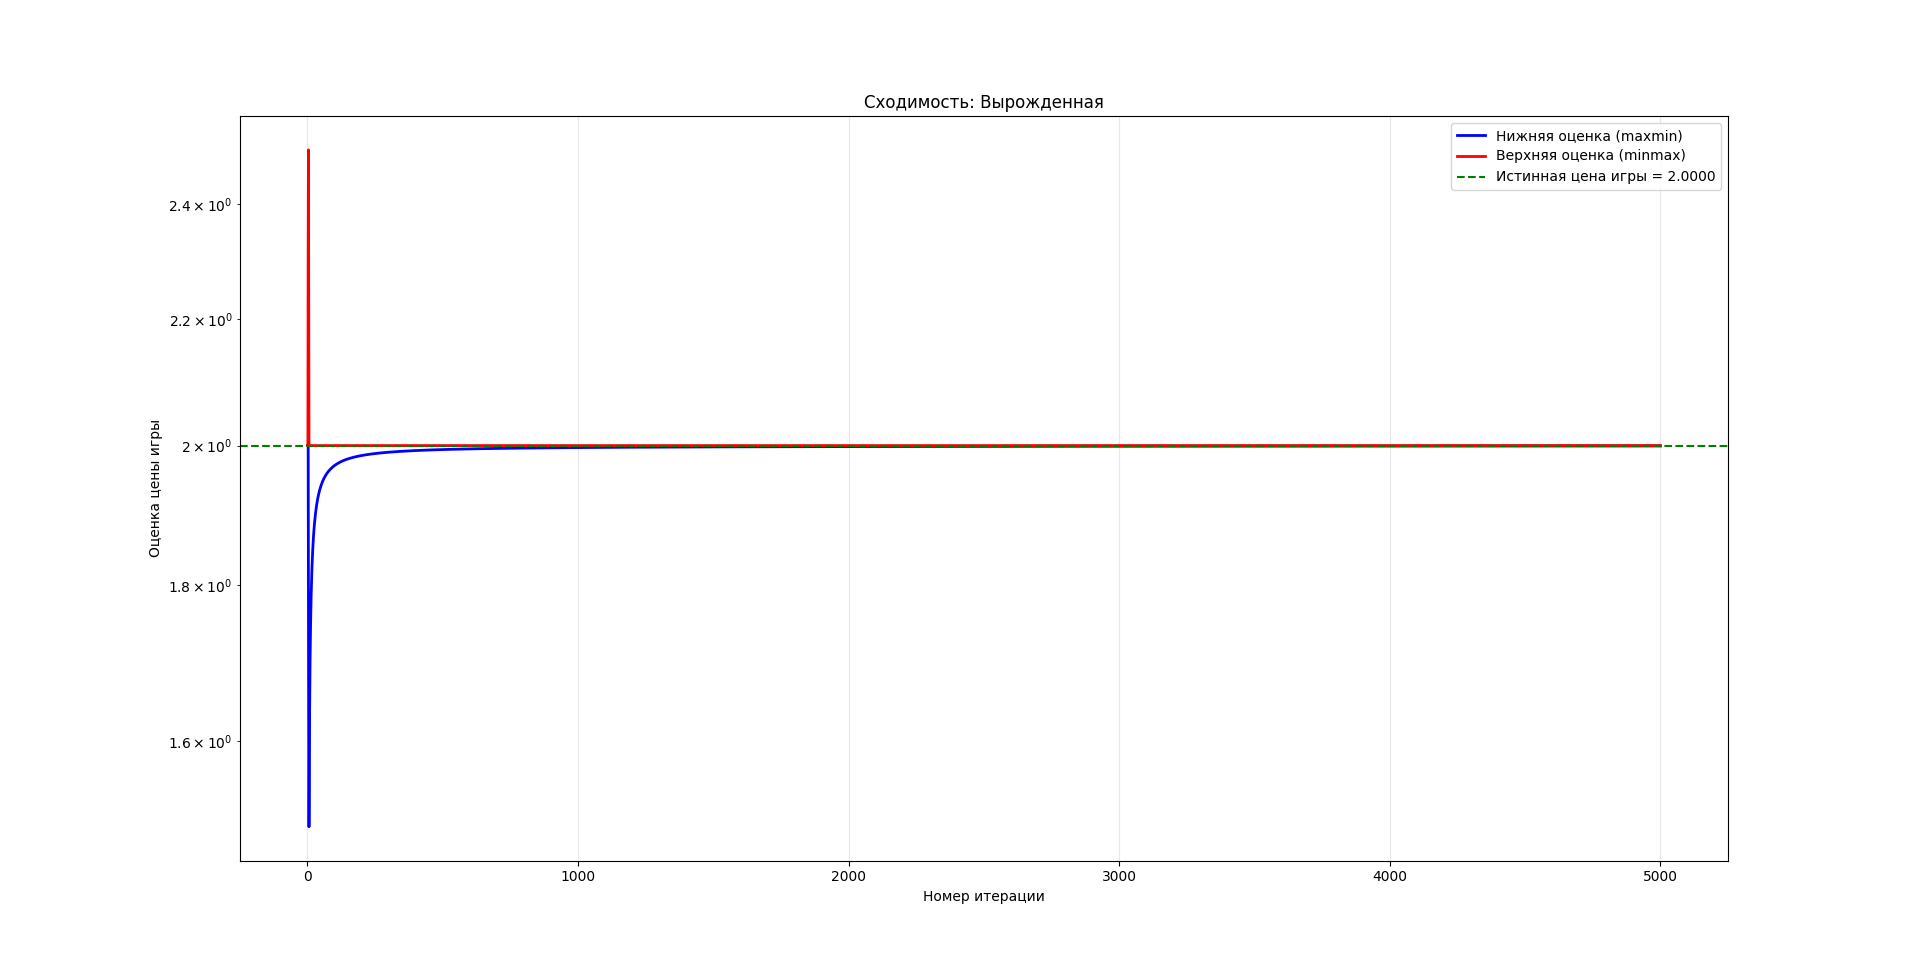 Сходимость: Вырожденная
Нижняя оценка (maxmin)
Верхняя оценка (minmax)
Истинная цена игры = 2.0000
Оценка цены игры
2.4 × 10⁰
2.2 × 10⁰
2 × 10⁰
1.8 × 10⁰
1.6 × 10⁰
0 1000 2000 3000 4000 5000
Номер итерации